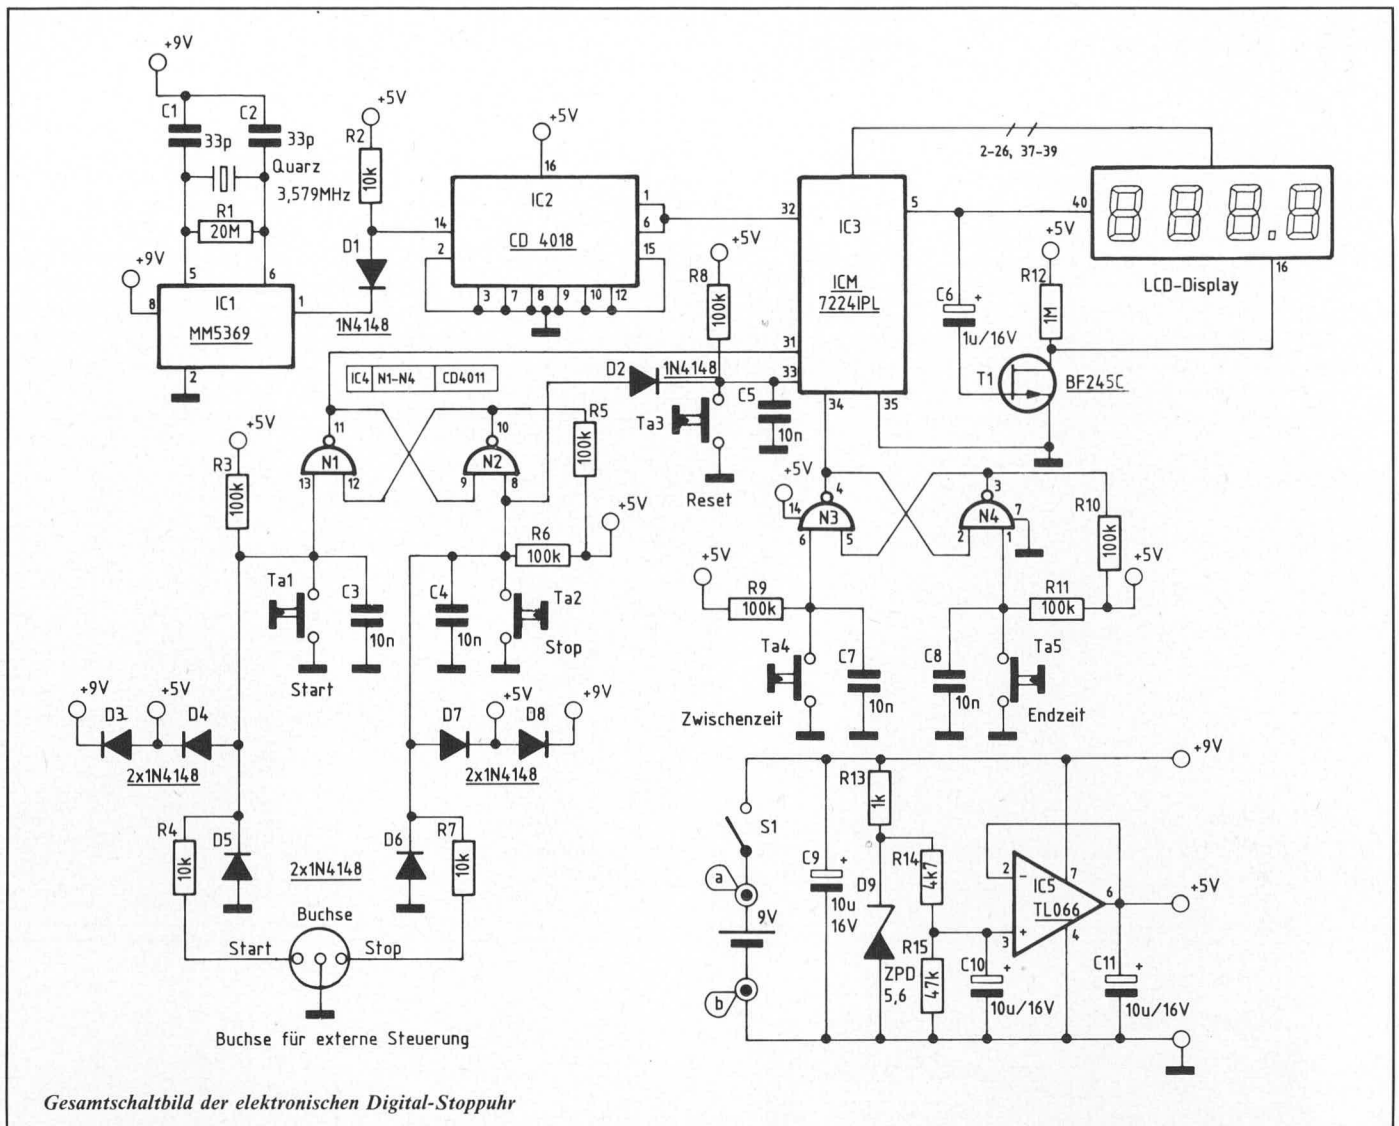 +9V
C1
C2
33p
33p
Quarz
3,579MHz
R1
20M
+9V
5
6
8
IC1
MM5369
1
2
+5V
R2
10k
D1
1N4148
+5V
16
IC2
CD 4018
14
2
1
6
15
3
7
8
9
10
12
2-26, 37-39
IC3
ICM
7224IPL
32
5
31
33
34
35
40
16
LCD-Display
+5V
R8
100k
D2
1N4148
Ta3
Reset
C5
10n
C6
+
1u/16V
+5V
R12
1M
T1
BF245C
IC4
N1-N4
CD4011
11
N1
13
12
10
N2
9
8
R5
100k
+5V
R3
100k
+5V
R6
100k
Ta1
C3
10n
Start
C4
10n
Ta2
Stop
+5V
14
4
N3
6
5
3
N4
2
1
7
R10
100k
+5V
R9
100k
R11
100k
+5V
Ta4
C7
10n
Zwischenzeit
C8
10n
Ta5
Endzeit
+9V
+5V
D3
D4
2x1N4148
D7
+5V
D8
+9V
2x1N4148
R4
10k
D5
2x1N4148
D6
R7
10k
Buchse
Start
Stop
Buchse für externe Steuerung
S1
a
9V
b
C9
+
10u
16V
R13
1k
D9
ZPD
5,6
R14
4k7
R15
47k
C10
+
10u/16V
2
-
IC5
TL066
+
3
7
6
4
C11
+
10u/16V
+9V
+5V
Gesamtschaltbild der elektronischen Digital-Stoppuhr